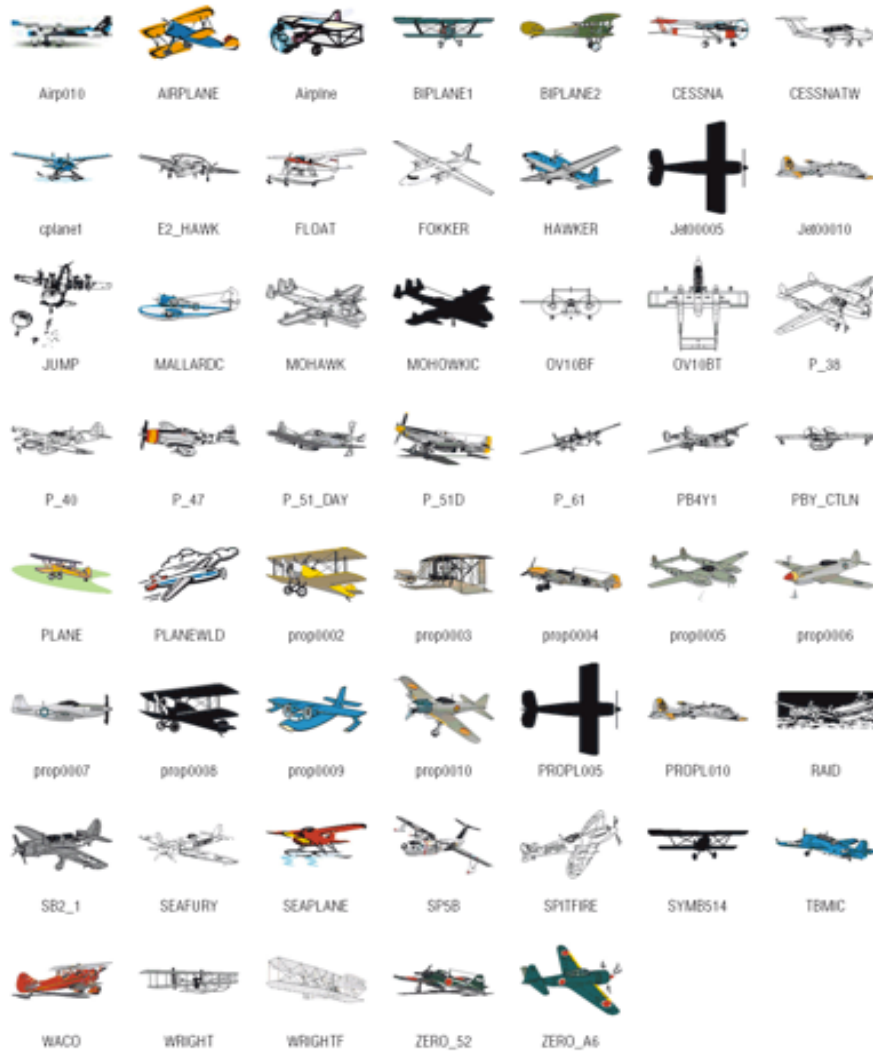 Airp010 AIRPLANE Airplne BIPLANE1 BIPLANE2 CESSNA CESSNATW
cplane1 E2_HAWK FLOAT FOKKER HAWKER Jet00005 Jet00010
JUMP MALLARDC MOHAWK MOHOWKIC OV10BF OV10BT P_38
P_40 P_47 P_51_DAY P_51D P_61 PB4Y1 PBY_CTLN
PLANE PLANEWLD prop0002 prop0003 prop0004 prop0005 prop0006
prop0007 prop0008 prop0009 prop0010 PROPL005 PROPL010 RAID
SB2_1 SEAFURY SEAPLANE SP5B SPITFIRE SYMB514 TBMIC
WACO WRIGHT WRIGHTF ZERO_52 ZERO_A6